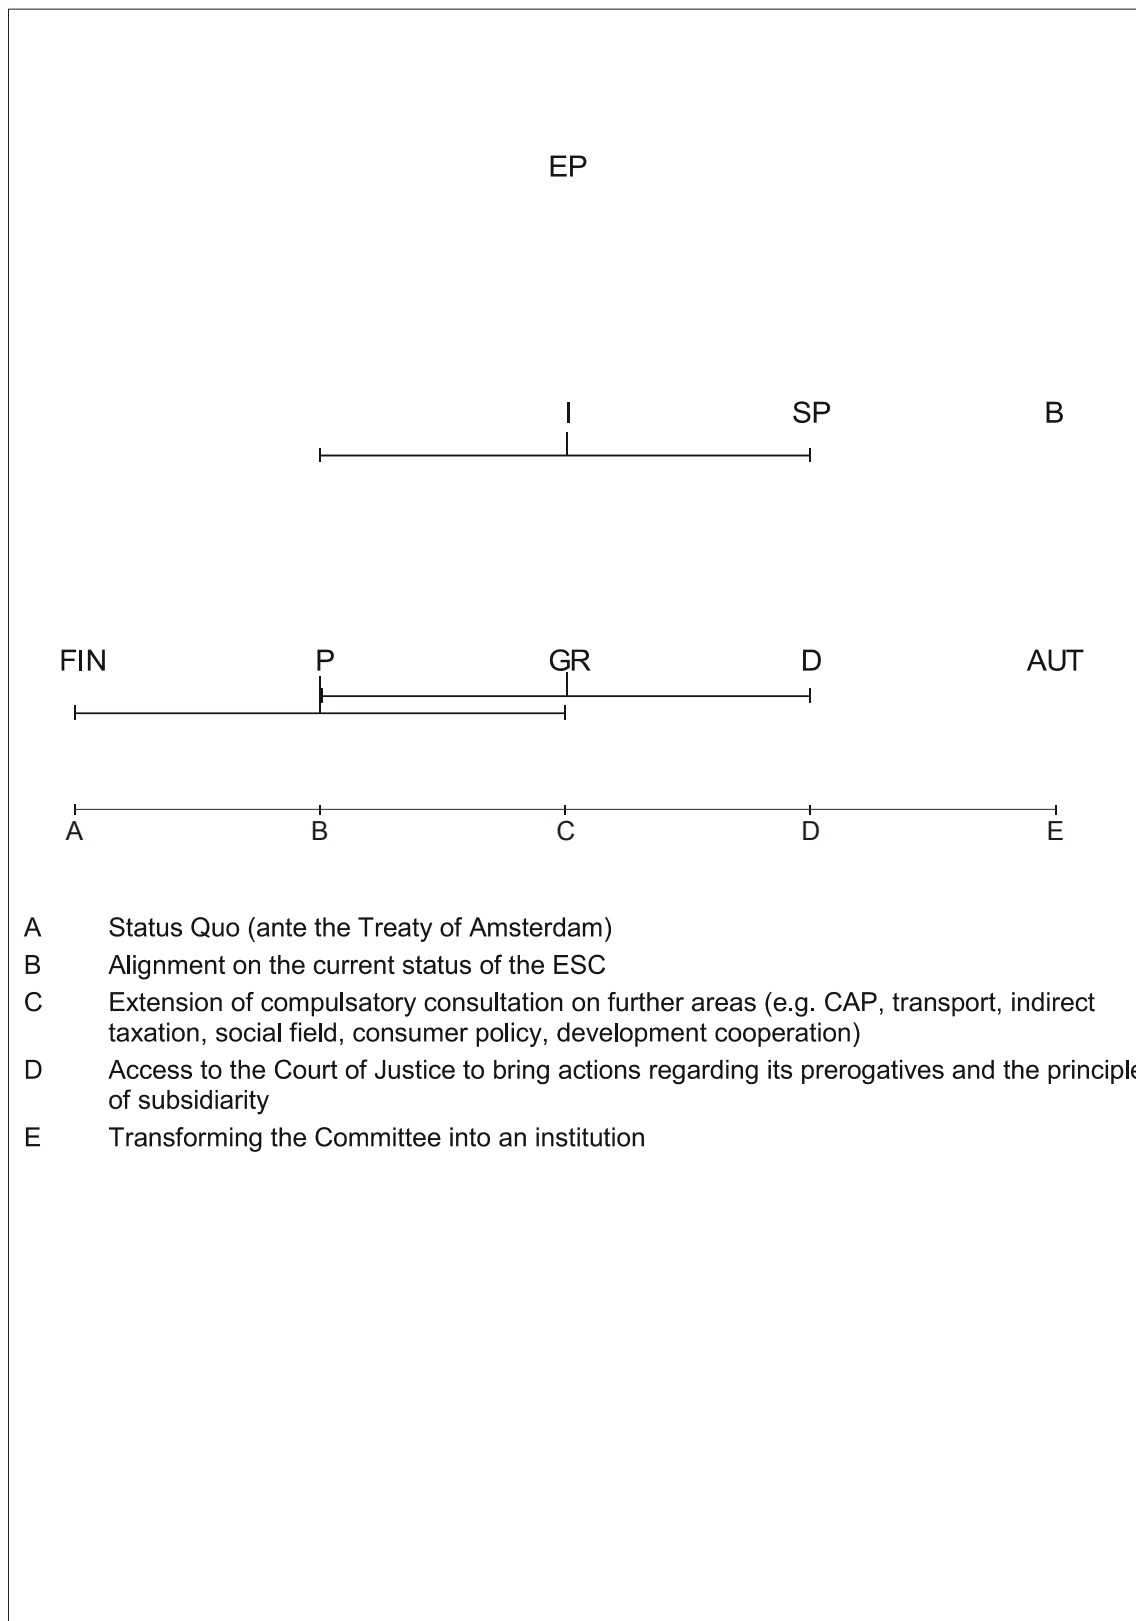 EP
I SP B
FIN P GR D AUT
A B C D E
A Status Quo (ante the Treaty of Amsterdam)
B Alignment on the current status of the ESC
C Extension of compulsatory consultation on further areas (e.g. CAP, transport, indirect
taxation, social field, consumer policy, development cooperation)
D Access to the Court of Justice to bring actions regarding its prerogatives and the principle
of subsidiarity
E Transforming the Committee into an institution